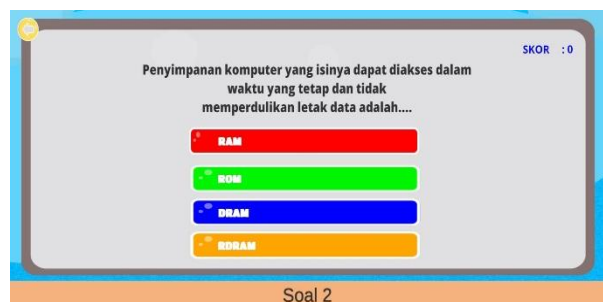 SKOR : 0
Penyimpanan komputer yang isinya dapat diakses dalam
waktu yang tetap dan tidak
memperdulikan letak data adalah....
RAM
ROM
DRAM
RDRAM
Soal 2